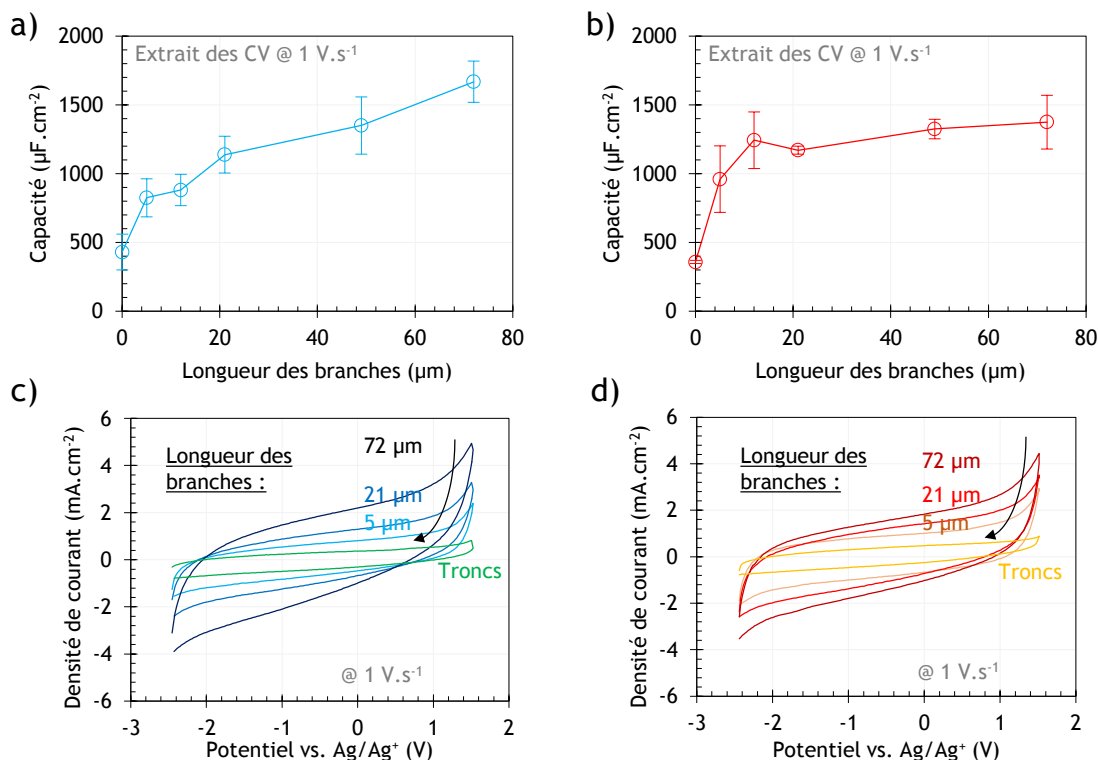 a)
Extrait des CV @ 1 V.s⁻¹
Capacité (µF.cm⁻²)
2000
1500
1000
500
0
0 20 40 60 80
Longueur des branches (µm)
b)
Extrait des CV @ 1 V.s⁻¹
Capacité (µF.cm⁻²)
2000
1500
1000
500
0
0 20 40 60 80
Longueur des branches (µm)
c)
Densité de courant (mA.cm⁻²)
6
4
2
0
-2
-4
-6
Longueur des
branches :
72 µm
21 µm
5 µm
Troncs
@ 1 V.s⁻¹
-3 -2 -1 0 1 2
Potentiel vs. Ag/Ag⁺ (V)
d)
Densité de courant (mA.cm⁻²)
6
4
2
0
-2
-4
-6
Longueur des
branches :
72 µm
21 µm
5 µm
Troncs
@ 1 V.s⁻¹
-3 -2 -1 0 1 2
Potentiel vs. Ag/Ag⁺ (V)